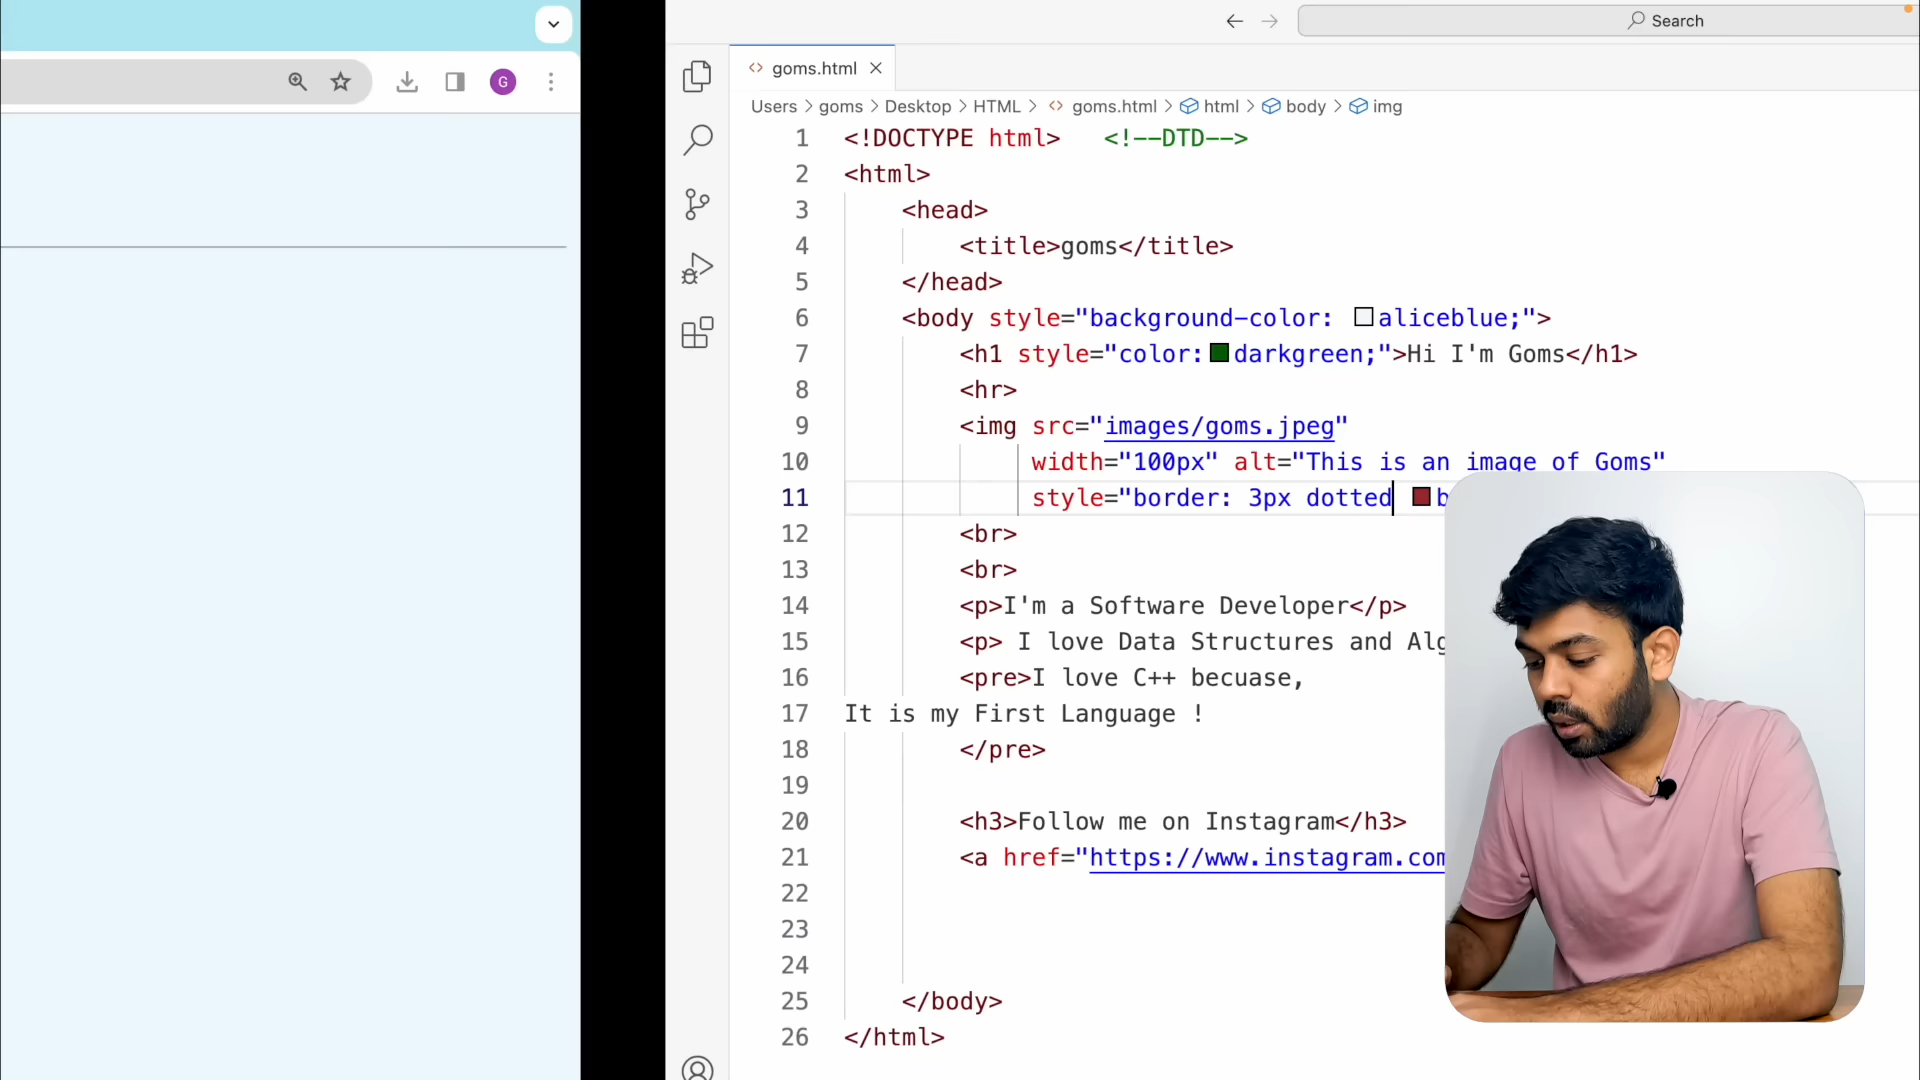 Search
G
goms.html
Users > goms > Desktop > HTML > goms.html > html > body > img
1 <!DOCTYPE html> <!--DTD-->
2 <html>
3 <head>
4 <title>goms</title>
5 </head>
6 <body style="background-color: aliceblue;">
7 <h1 style="color: darkgreen;">Hi I'm Goms</h1>
8 <hr>
9 <img src="images/goms.jpeg"
10 width="100px" alt="This is an image of Goms"
11 style="border: 3px dotted b
12 <br>
13 <br>
14 <p>I'm a Software Developer</p>
15 <p> I love Data Structures and Alg
16 <pre>I love C++ becuase,
17 It is my First Language !
18 </pre>
19
20 <h3>Follow me on Instagram</h3>
21 <a href="https://www.instagram.com
22
23
24
25 </body>
26 </html>